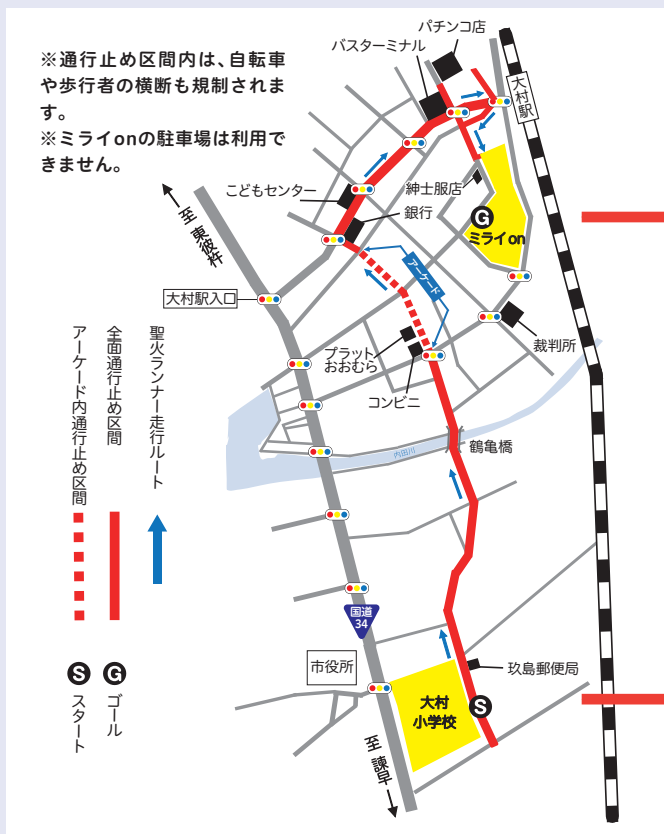 ※通行止め区間内は、自転車
や歩行者の横断も規制されま
す。
※ミライonの駐車場は利用で
きません。
パチンコ店
バスターミナル
大村駅
こどもセンター
紳士服店
銀行
G
ミライon
至 東彼杵
アーケード
大村駅入口
裁判所
プラット
おおむら
コンビニ
鶴亀橋
内田川
聖火ランナー走行ルート
全面通行止め区間
アーケード内通行止め区間
国道
34
市役所
玖島郵便局
大村
小学校
S
G ゴール
S スタート
至 諫早